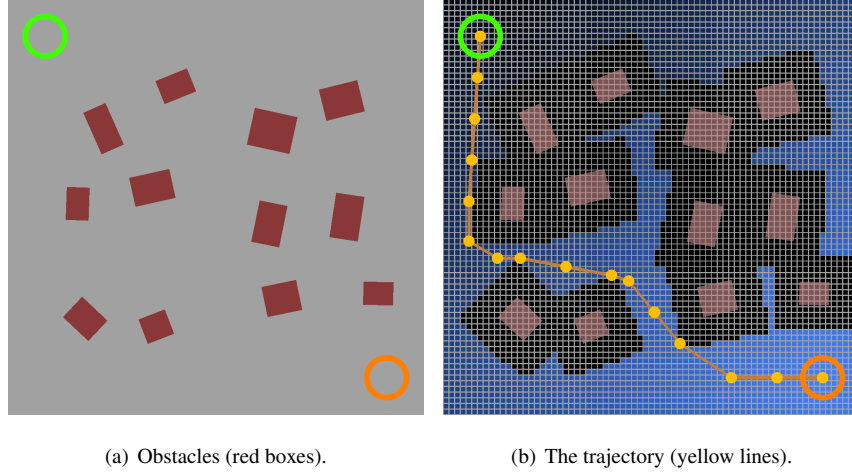 (a) Obstacles (red boxes).
(b) The trajectory (yellow lines).